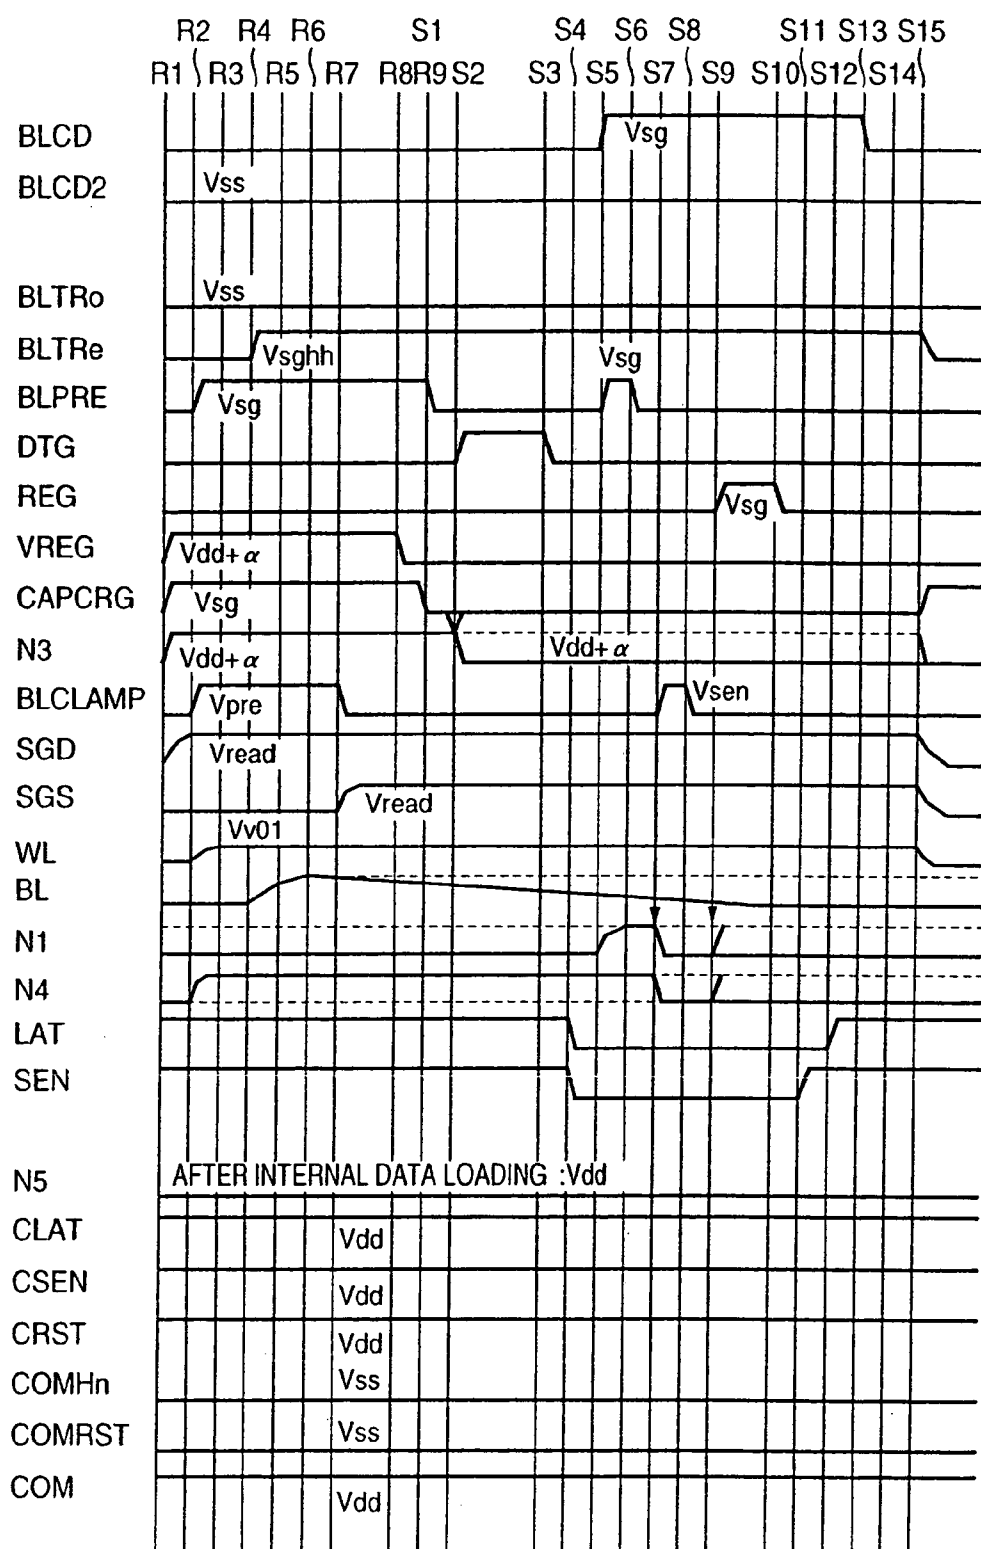 R2 R4 R6 S1 S4 S6 S8 S11 S13 S15
R1 R3 R5 R7 R8 R9 S2 S3 S5 S7 S9 S10 S12 S14
BLCD Vsg
BLCD2 Vss
BLTRo Vss
BLTRe Vsghh Vsg
BLPRE Vsg
DTG
REG Vsg
VREG Vdd+α
CAPCRG Vsg
N3 Vdd+α Vdd+α
BLCLAMP Vpre Vsen
SGD Vread
SGS Vread
Vv01
WL
BL
N1
N4
LAT
SEN
N5 AFTER INTERNAL DATA LOADING :Vdd
CLAT Vdd
CSEN Vdd
CRST Vdd
COMHn Vss
COMRST Vss
COM Vdd